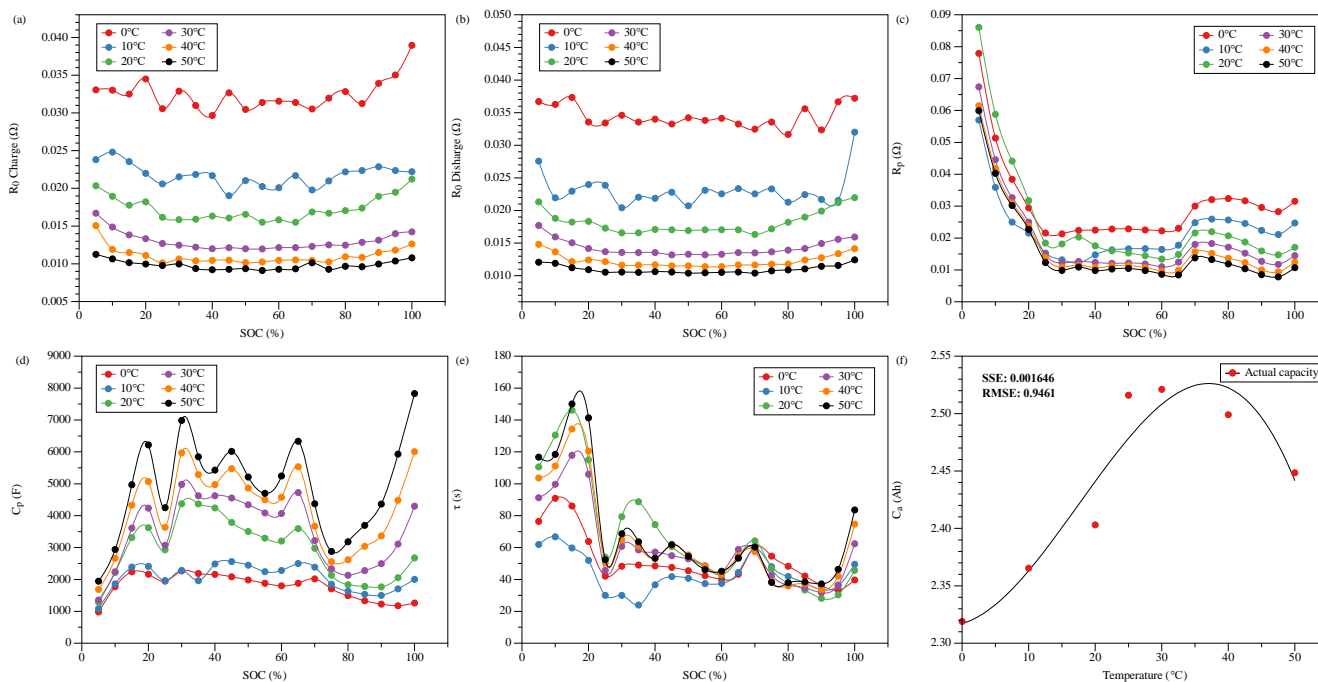 (a)
0.040
0.035
0.030
0.025
0.020
0.015
0.010
0.005
R₀ Charge (Ω)
0℃ 30℃
10℃ 40℃
20℃ 50℃
0 20 40 60 80 100
SOC (%)
(b)
0.050
0.045
0.040
0.035
0.030
0.025
0.020
0.015
0.010
R₀ Disharge (Ω)
0℃ 30℃
10℃ 40℃
20℃ 50℃
0 20 40 60 80 100
SOC (%)
(c)
0.09
0.08
0.07
0.06
0.05
0.04
0.03
0.02
0.01
0
Rₚ (Ω)
0℃ 30℃
10℃ 40℃
20℃ 50℃
0 20 40 60 80 100
SOC (%)
(d)
9000
8000
7000
6000
5000
4000
3000
2000
1000
0
Cₚ (F)
0℃ 30℃
10℃ 40℃
20℃ 50℃
0 20 40 60 80 100
SOC (%)
(e)
180
160
140
120
100
80
60
40
20
0
τ (s)
0℃ 30℃
10℃ 40℃
20℃ 50℃
0 20 40 60 80 100
SOC (%)
(f)
2.55
2.50
2.45
2.40
2.35
2.30
Cₐ (Ah)
SSE: 0.001646
RMSE: 0.9461
Actual capacity
0 10 20 30 40 50
Temperature (℃)